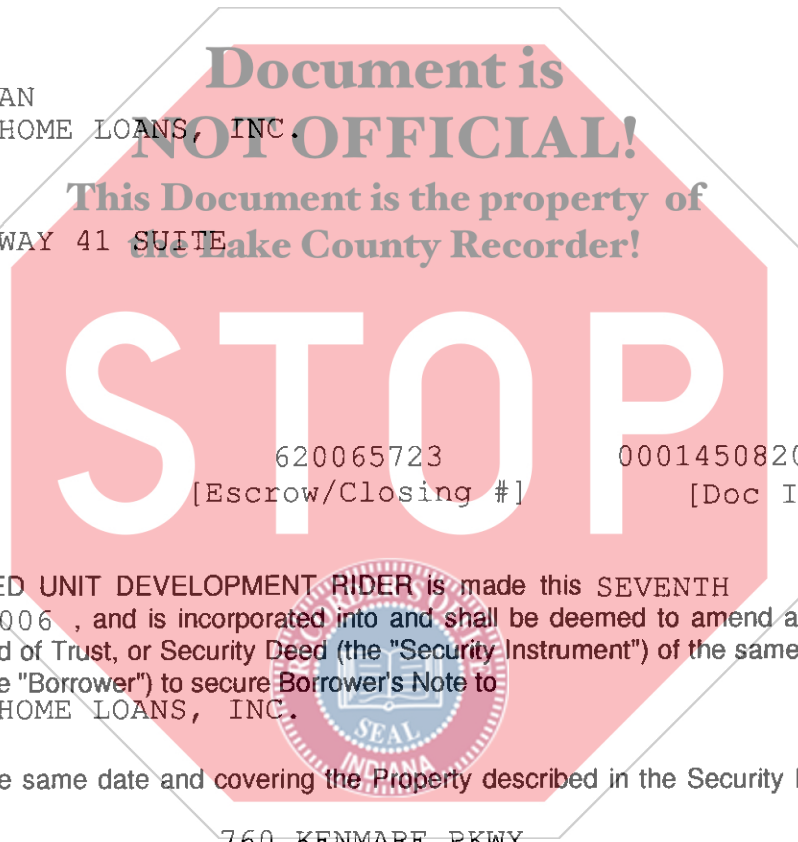 Document is
AN
HOME LOANS, INC.
NOT OFFICIAL!
This Document is the property of
WAY 41 SUITE
the Lake County Recorder!
STOP
620065723 0001450820
[Escrow/Closing #] [Doc I
ED UNIT DEVELOPMENT RIDER is made this SEVENTH
006 , and is incorporated into and shall be deemed to amend a
d of Trust, or Security Deed (the "Security Instrument") of the same
e "Borrower") to secure Borrower's Note to
HOME LOANS, INC.
RECORDER'S OFFICE
SEAL
INDIANA
e same date and covering the Property described in the Security I
760 KENMARE PKWY